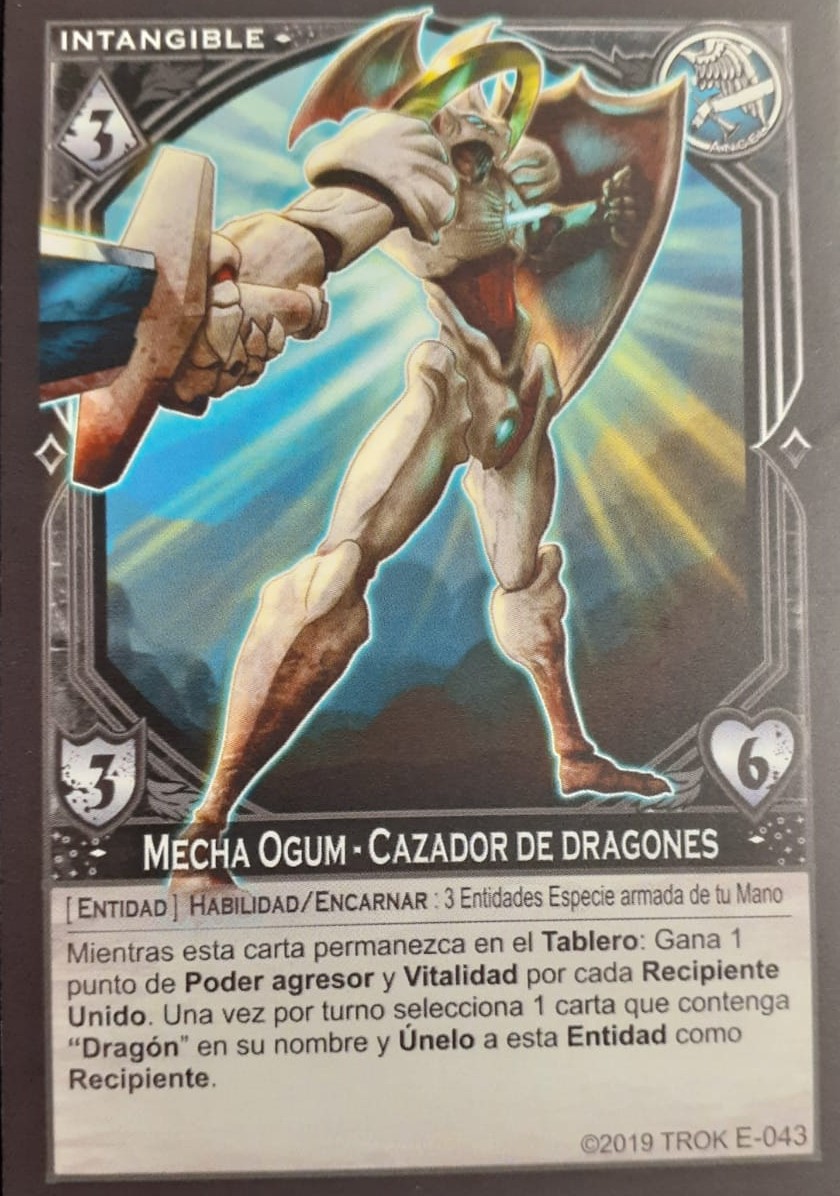 INTANGIBLE
3
ANGEL
3
6
MECHA OGUM - CAZADOR DE DRAGONES
[ENTIDAD] HABILIDAD/ENCARNAR : 3 Entidades Especie armada de tu Mano
Mientras esta carta permanezca en el Tablero: Gana 1
punto de Poder agresor y Vitalidad por cada Recipiente
Unido. Una vez por turno selecciona 1 carta que contenga
“Dragón” en su nombre y Únelo a esta Entidad como
Recipiente.
©2019 TROK E-043